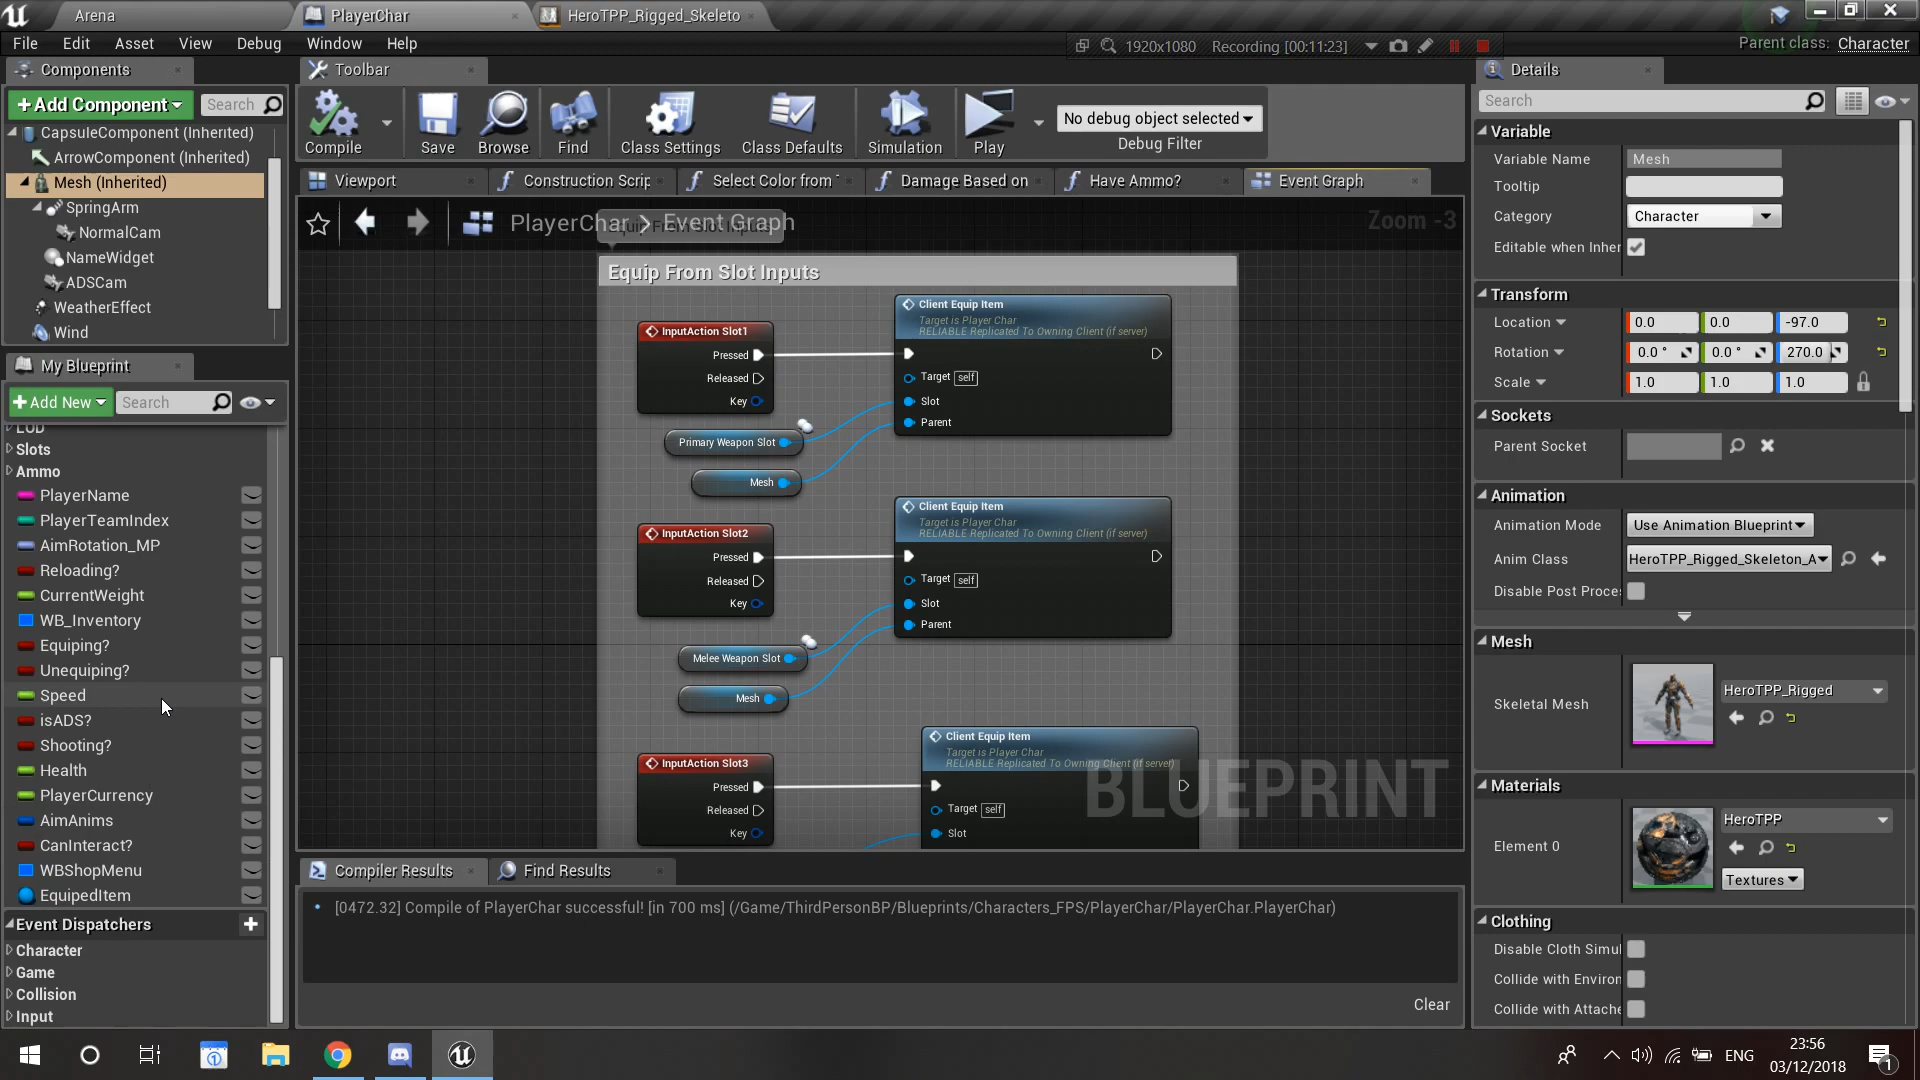 Arena
PlayerChar
HeroTPP_Rigged_Skeleto
File Edit Asset View Debug Window Help
1920x1080 Recording [00:11:23]
Parent class: Character
Components
+Add Component
Search
CapsuleComponent (Inherited)
ArrowComponent (Inherited)
Mesh (Inherited)
SpringArm
NormalCam
NameWidget
ADSCam
WeatherEffect
Wind
My Blueprint
+Add New
Search
LOD
Slots
Ammo
PlayerName
PlayerTeamIndex
AimRotation_MP
Reloading?
CurrentWeight
WB_Inventory
Equiping?
Unequiping?
Speed
isADS?
Shooting?
Health
PlayerCurrency
AimAnims
CanInteract?
WBShopMenu
EquipedItem
Event Dispatchers
Character
Game
Collision
Input
Toolbar
Compile Save Browse Find Class Settings Class Defaults Simulation Play
No debug object selected
Debug Filter
Viewport
Construction Scrip
Select Color from
Damage Based on
Have Ammo?
Event Graph
PlayerChar > Event Graph
Zoom -3
Equip From Slot Inputs
InputAction Slot1
Pressed
Released
Key
Primary Weapon Slot
Mesh
Client Equip Item
Target is Player Char
RELIABLE Replicated To Owning Client (if server)
Target self
Slot
Parent
InputAction Slot2
Pressed
Released
Key
Melee Weapon Slot
Mesh
Client Equip Item
Target is Player Char
RELIABLE Replicated To Owning Client (if server)
Target self
Slot
Parent
InputAction Slot3
Pressed
Released
Key
Client Equip Item
Target is Player Char
RELIABLE Replicated To Owning Client (if server)
Target self
Slot
BLUEPRINT
Compiler Results
Find Results
[0472.32] Compile of PlayerChar successful! [in 700 ms] (/Game/ThirdPersonBP/Blueprints/Characters_FPS/PlayerChar/PlayerChar.PlayerChar)
Clear
Details
Search
Variable
Variable Name Mesh
Tooltip
Category Character
Editable when Inher
Transform
Location 0.0 0.0 -97.0
Rotation 0.0 ° 0.0 ° 270.0
Scale 1.0 1.0 1.0
Sockets
Parent Socket
Animation
Animation Mode Use Animation Blueprint
Anim Class HeroTPP_Rigged_Skeleton_A
Disable Post Proce
Mesh
Skeletal Mesh HeroTPP_Rigged
Materials
Element 0 HeroTPP
Textures
Clothing
Disable Cloth Simul
Collide with Environ
Collide with Attache
ENG
23:56
03/12/2018
1